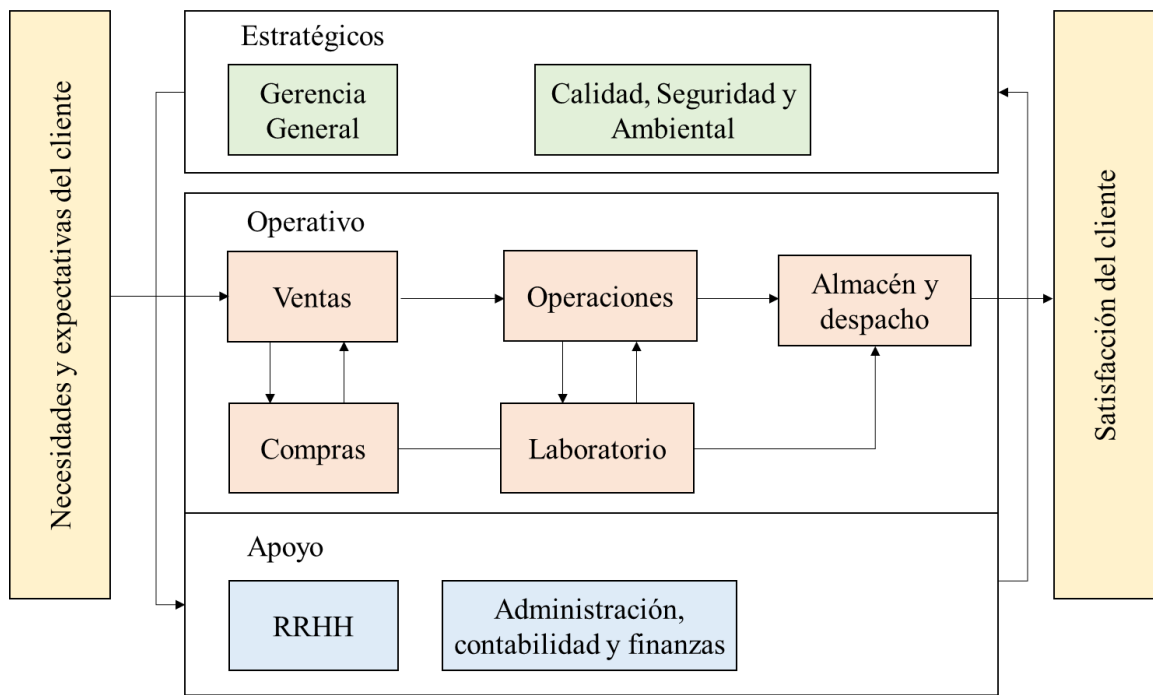 Necesidades y expectativas del cliente
Estratégicos
Gerencia
General
Calidad, Seguridad y
Ambiental
Operativo
Ventas
Operaciones
Almacén y
despacho
Compras
Laboratorio
Apoyo
RRHH
Administración,
contabilidad y finanzas
Satisfacción del cliente